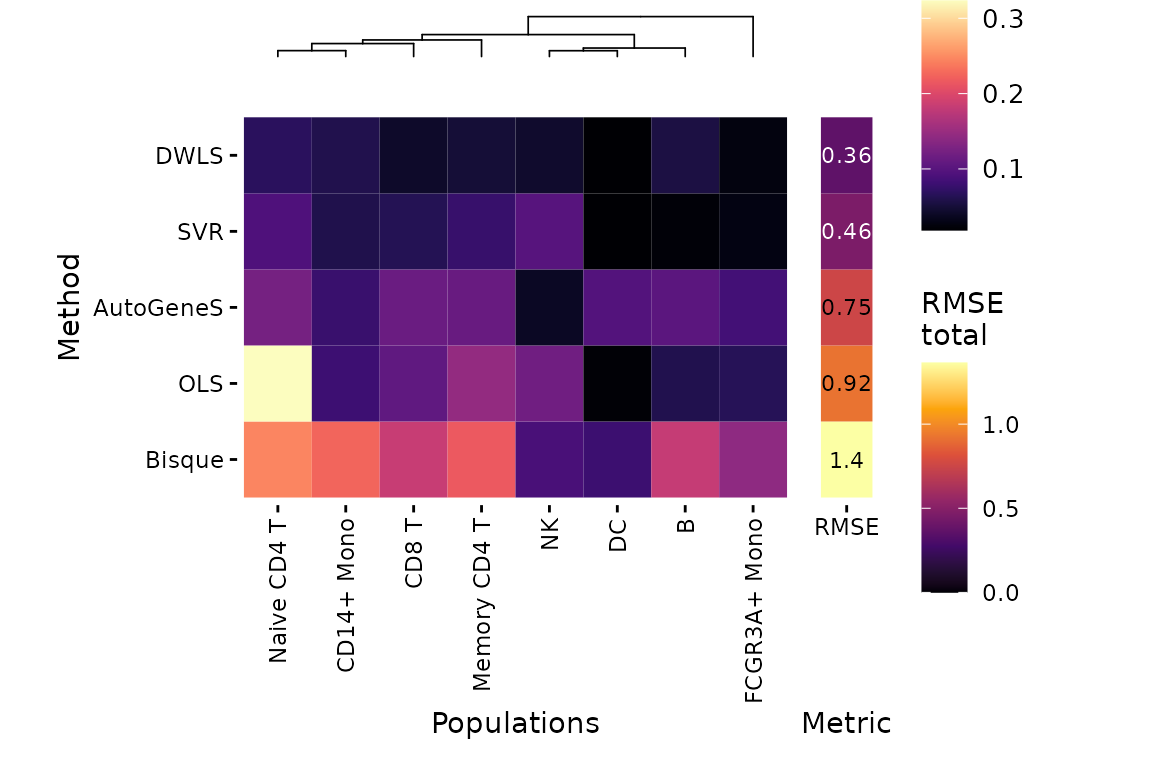 0.3
0.2
0.1
DWLS
SVR
AutoGeneS
OLS
Bisque
Method
0.36
0.46
0.75
0.92
1.4
RMSE
total
1.0
0.5
0.0
Naive CD4 T
CD14+ Mono
CD8 T
Memory CD4 T
NK
DC
B
FCGR3A+ Mono
RMSE
Populations
Metric